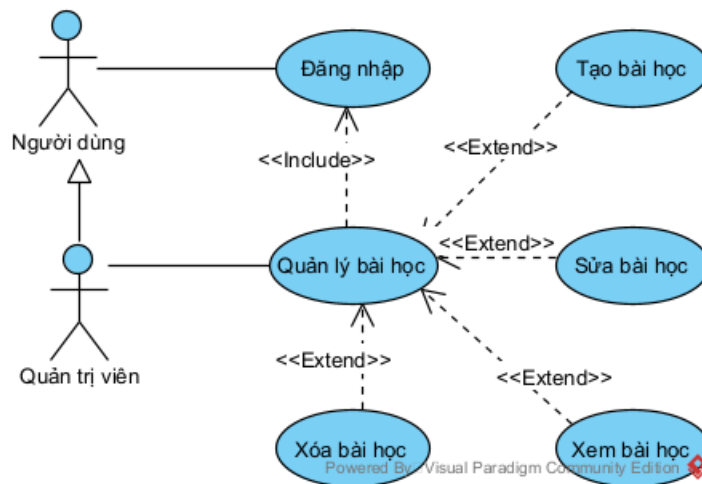 Đăng nhập
Tạo bài học
Người dùng
<<Include>>
<<Extend>>
<<Extend>>
Quản lý bài học
Sửa bài học
Quản trị viên
<<Extend>>
<<Extend>>
Xóa bài học
Xem bài học
Powered By Visual Paradigm Community Edition